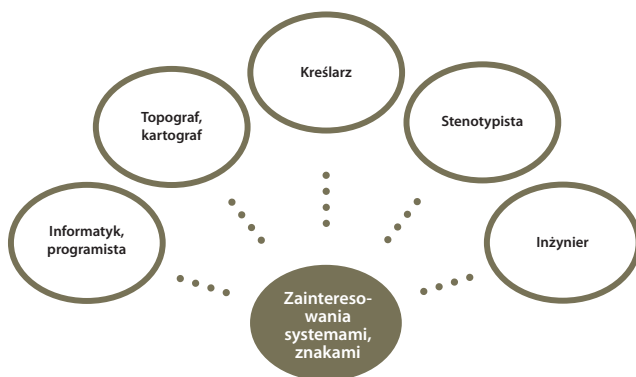 Kreślarz
Topograf,
kartograf
Stenotypista
Informatyk,
programista
Inżynier
Zaintereso-
wania
systemami,
znakami